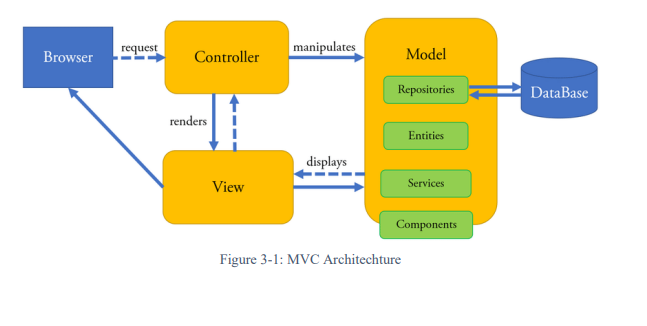 Browser
request
Controller
manipulates
Model
Repositories
DataBase
renders
Entities
displays
View
Services
Components
Figure 3-1: MVC Architechture